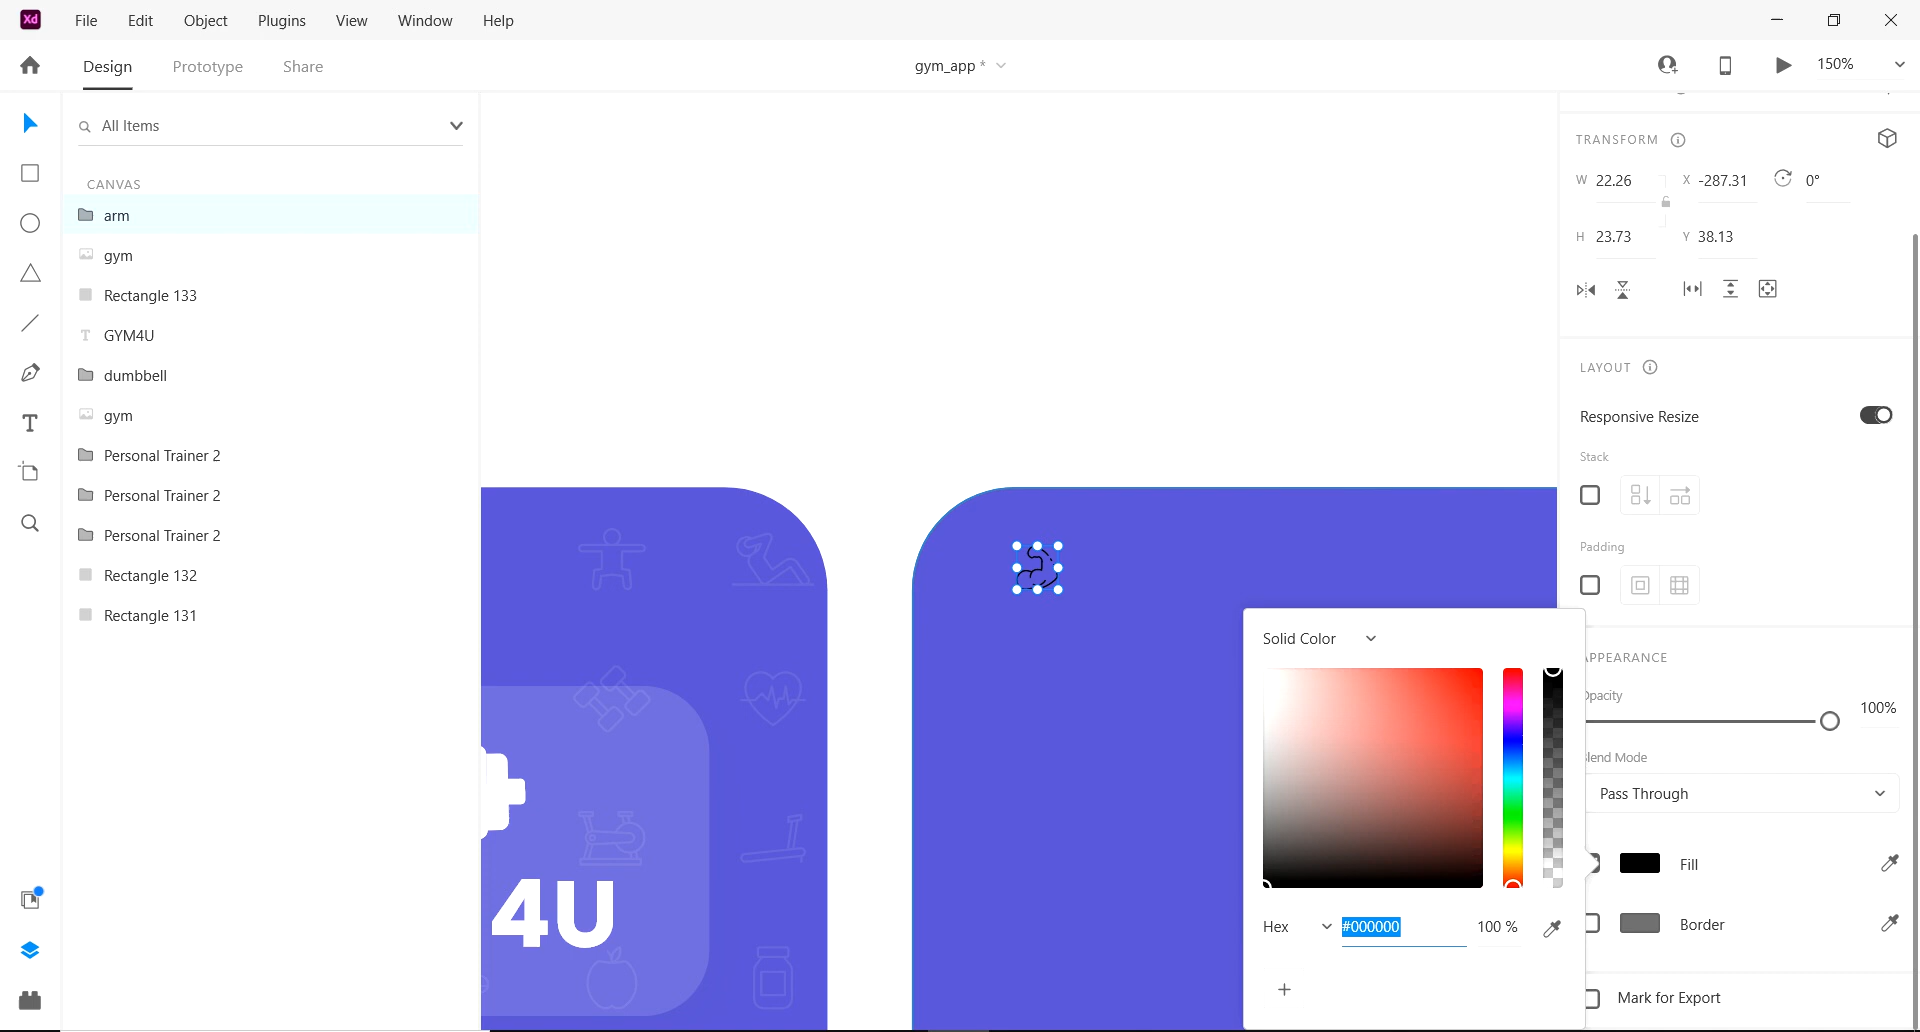 Xd File Edit Object Plugins View Window Help
Design Prototype Share gym_app * 150%
All Items
CANVAS
arm
gym
Rectangle 133
GYM4U
dumbbell
gym
Personal Trainer 2
Personal Trainer 2
Personal Trainer 2
Rectangle 132
Rectangle 131
4U
Solid Color
Hex #000000 100 %
+
TRANSFORM
W 22.26 X -287.31 0°
H 23.73 Y 38.13
LAYOUT
Responsive Resize
Stack
Padding
PPEARANCE
pacity
100%
lend Mode
Pass Through
Fill
Border
Mark for Export